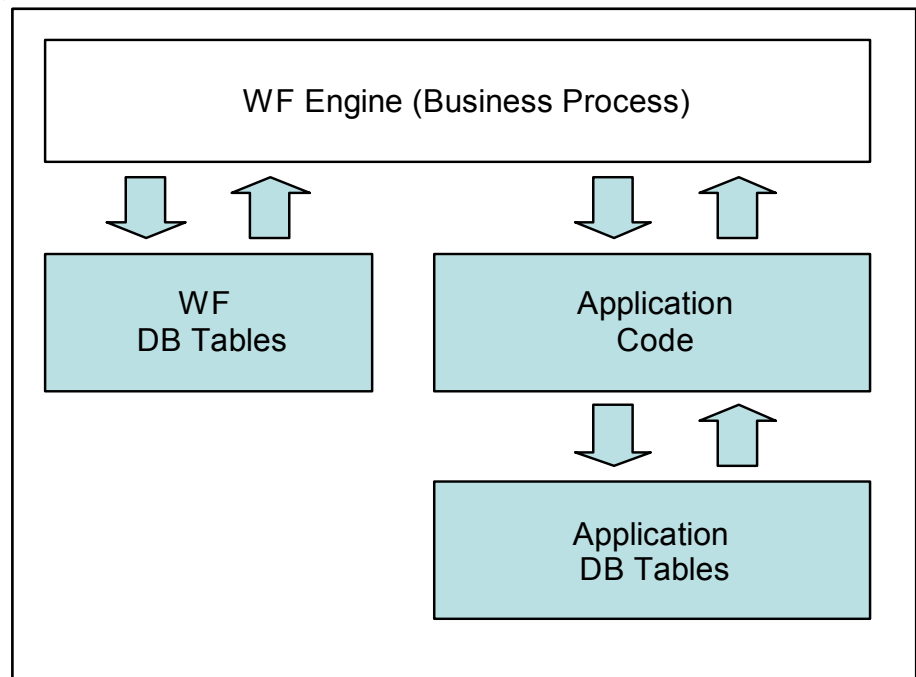 WF Engine (Business Process)
WF
DB Tables
Application
Code
Application
DB Tables